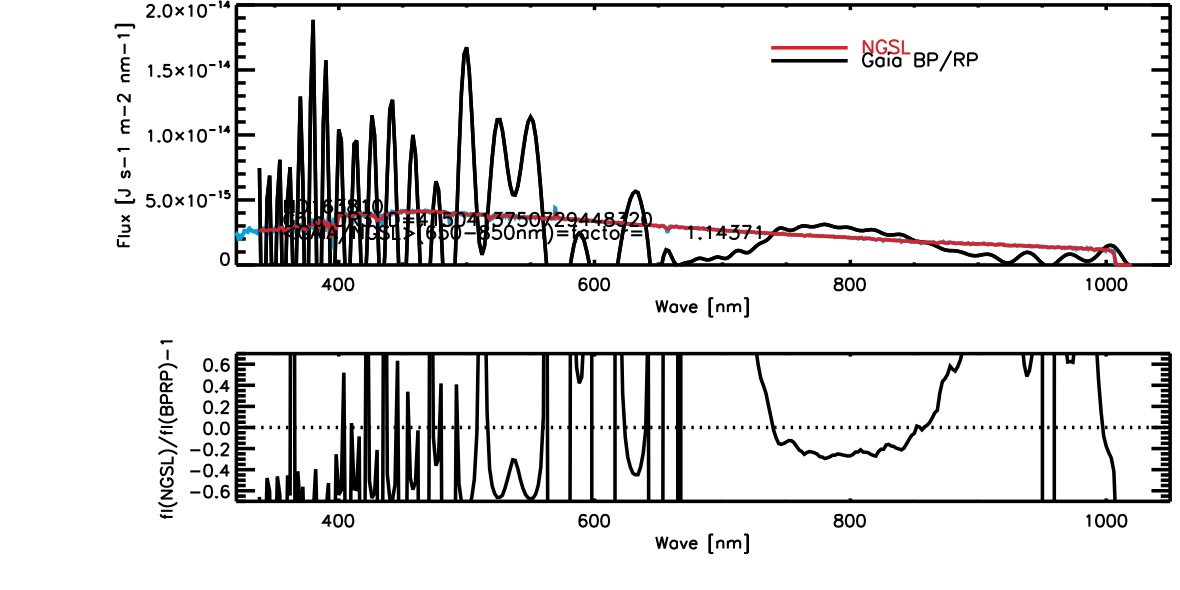 2.0×10⁻¹⁴
1.5×10⁻¹⁴
1.0×10⁻¹⁴
5.0×10⁻¹⁵
0
Flux [J s−1 m−2 nm−1]
NGSL
Gaia BP/RP
<650−850nm)=factor= 1.14371
400 600 800 1000
Wave [nm]
0.6
0.4
0.2
0.0
−0.2
−0.4
−0.6
fl(NGSL)/fl(BPRP)−1
400 600 800 1000
Wave [nm]